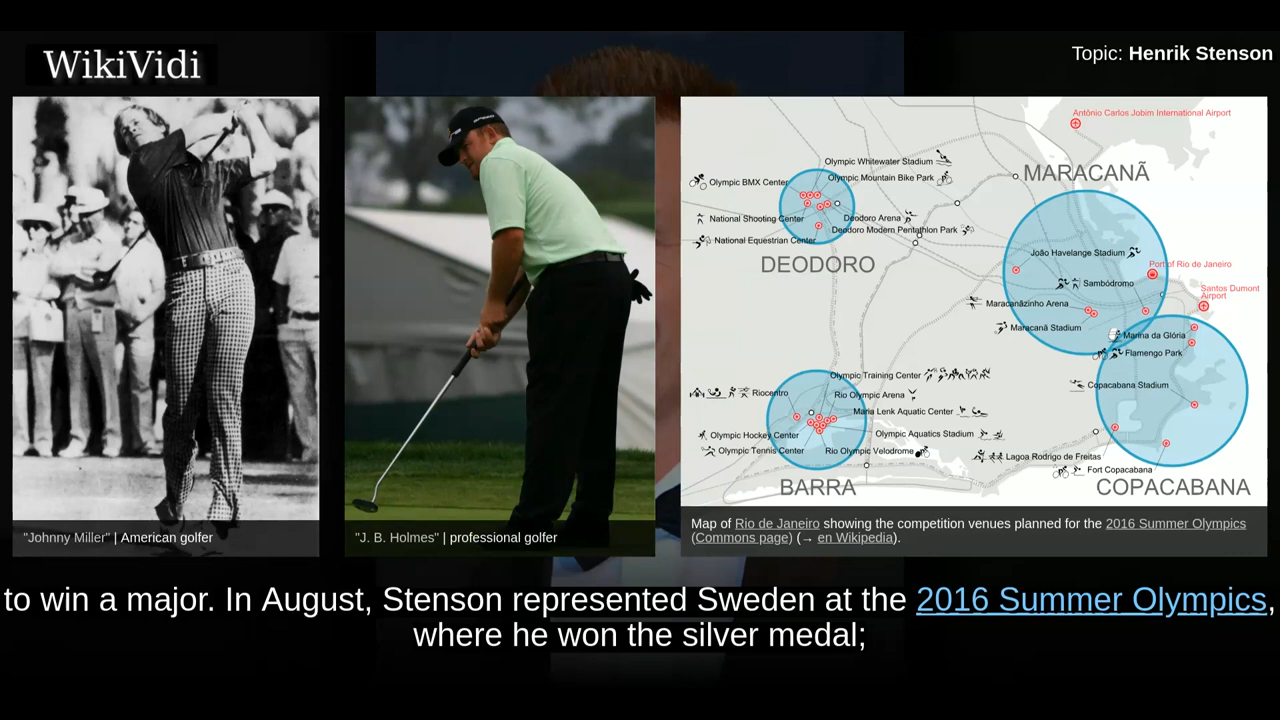 WikiVidi
Topic: Henrik Stenson
"Johnny Miller" | American golfer
"J. B. Holmes" | professional golfer
Antônio Carlos Jobim International Airport
MARACANÃ
Olympic Whitewater Stadium
Olympic BMX Center
Olympic Mountain Bike Park
National Shooting Center
Deodoro Arena
Deodoro Modern Pentathlon Park
National Equestrian Center
DEODORO
João Havelange Stadium
Port of Rio de Janeiro
Sambódromo
Santos Dumont
Airport
Maracanãzinho Arena
Maracanã Stadium
Marina da Glória
Flamengo Park
Olympic Training Center
Copacabana Stadium
Riocentro
Rio Olympic Arena
Maria Lenk Aquatic Center
Olympic Hockey Center
Olympic Aquatics Stadium
Olympic Tennis Center
Rio Olympic Velodrome
Lagoa Rodrigo de Freitas
Fort Copacabana
BARRA
COPACABANA
Map of Rio de Janeiro showing the competition venues planned for the 2016 Summer Olympics
(Commons page) (→ en Wikipedia).
to win a major. In August, Stenson represented Sweden at the 2016 Summer Olympics,
where he won the silver medal;